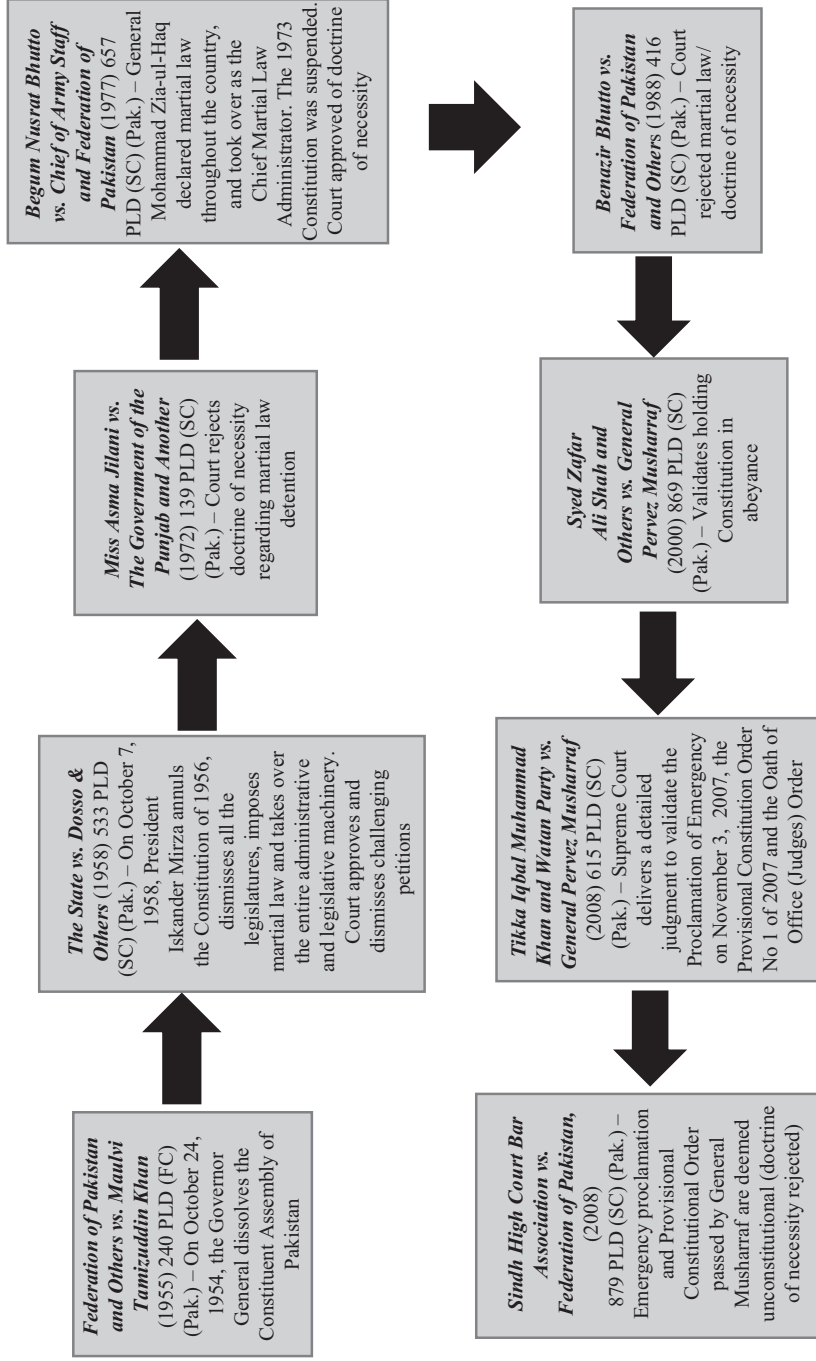 Federation of Pakistan
and Others vs. Maulvi
Tamizuddin Khan
(1955) 240 PLD (FC)
(Pak.) – On October 24,
1954, the Governor
General dissolves the
Constituent Assembly of
Pakistan
The State vs. Dosso &
Others (1958) 533 PLD
(SC) (Pak.) – On October 7,
1958, President
Iskander Mirza annuls
the Constitution of 1956,
dismisses all the
legislatures, imposes
martial law and takes over
the entire administrative
and legislative machinery.
Court approves and
dismisses challenging
petitions
Miss Asma Jilani vs.
The Government of the
Punjab and Another
(1972) 139 PLD (SC)
(Pak.) – Court rejects
doctrine of necessity
regarding martial law
detention
Begum Nusrat Bhutto
vs. Chief of Army Staff
and Federation of
Pakistan (1977) 657
PLD (SC) (Pak.) – General
Mohammad Zia-ul-Haq
declared martial law
throughout the country,
and took over as the
Chief Martial Law
Administrator. The 1973
Constitution was suspended.
Court approved of doctrine
of necessity
Benazir Bhutto vs.
Federation of Pakistan
and Others (1988) 416
PLD (SC) (Pak.) – Court
rejected martial law/
doctrine of necessity
Syed Zafar
Ali Shah and
Others vs. General
Pervez Musharraf
(2000) 869 PLD (SC)
(Pak.) – Validates holding
Constitution in
abeyance
Tikka Iqbal Muhammad
Khan and Watan Party vs.
General Pervez Musharraf
(2008) 615 PLD (SC)
(Pak.) – Supreme Court
delivers a detailed
judgment to validate the
Proclamation of Emergency
on November 3, 2007, the
Provisional Constitution Order
No 1 of 2007 and the Oath of
Office (Judges) Order
Sindh High Court Bar
Association vs.
Federation of Pakistan,
(2008)
879 PLD (SC) (Pak.) –
Emergency proclamation
and Provisional
Constitutional Order
passed by General
Musharraf are deemed
unconstitutional (doctrine
of necessity rejected)